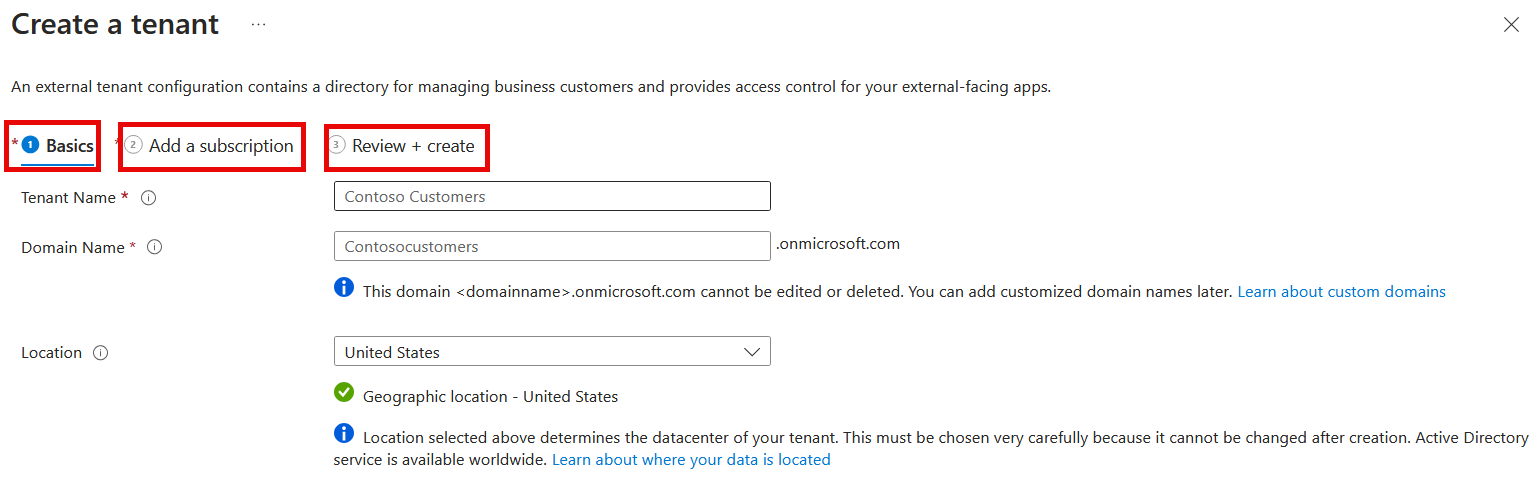 Create a tenant ...
An external tenant configuration contains a directory for managing business customers and provides access control for your external-facing apps.
* 1 Basics * 2 Add a subscription 3 Review + create
Tenant Name * Contoso Customers
Domain Name * Contosocustomers .onmicrosoft.com
This domain <domainname>.onmicrosoft.com cannot be edited or deleted. You can add customized domain names later. Learn about custom domains
Location United States
Geographic location - United States
Location selected above determines the datacenter of your tenant. This must be chosen very carefully because it cannot be changed after creation. Active Directory
service is available worldwide. Learn about where your data is located